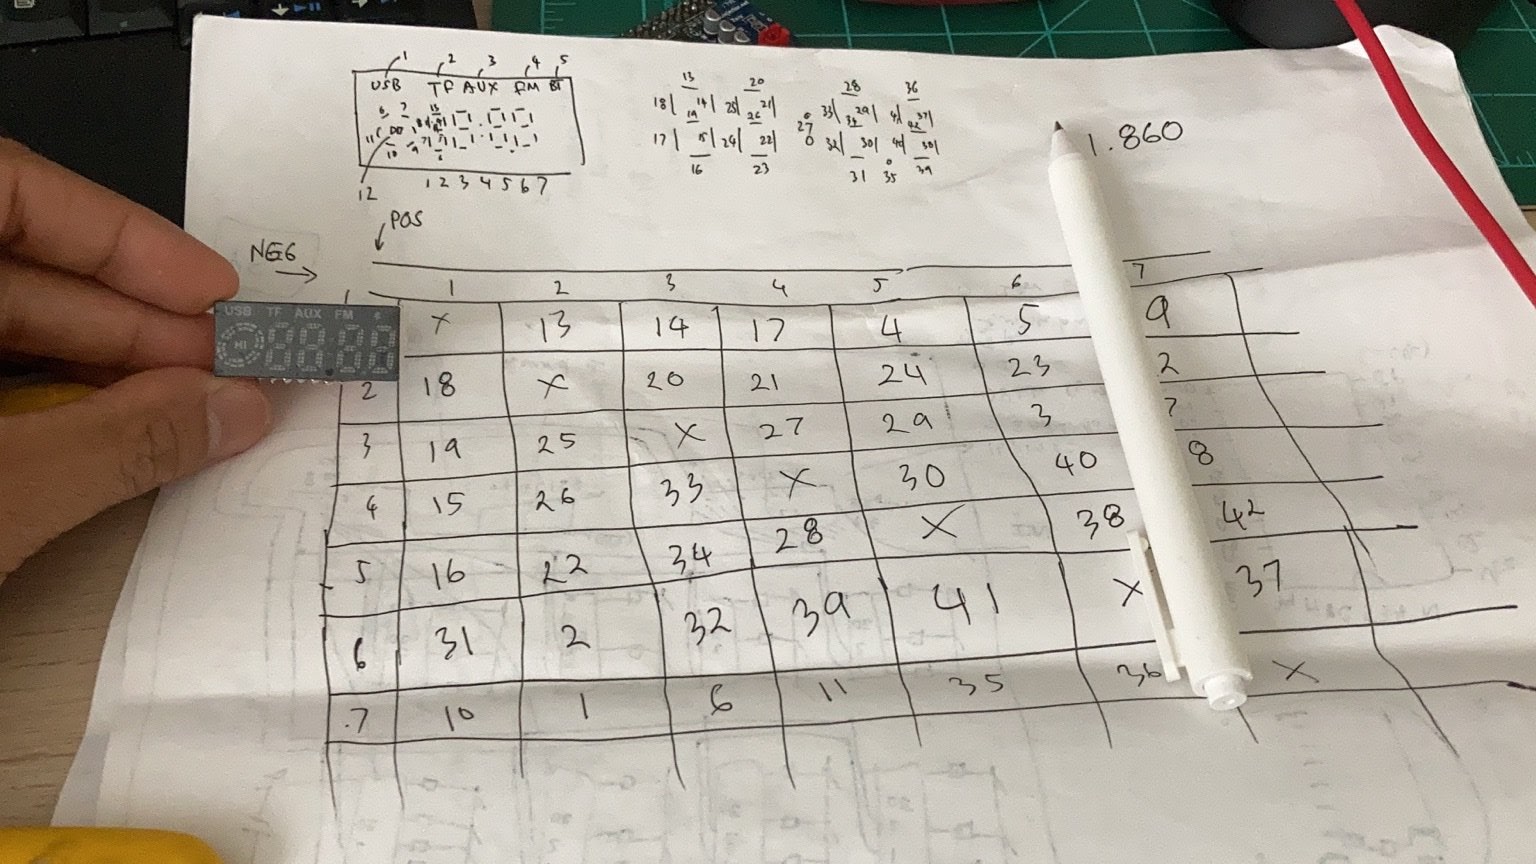 1 2 3 4 5
USB TF AUX FM BT
12
1 2 3 4 5 6 7
13 20 28 36
18 14 25 21 33 29 37
19 26 34 42
27
17 15 24 22 32 30
16 23 31 35 39
1.860
POS
NEG
1 2 3 4 5 6 7
USB TF AUX FM
HI
X 13 14 17 4 5 9
2 18 X 20 21 24 23 2
3 19 25 X 27 29 3 7
4 15 26 33 X 30 40 8
5 16 22 34 28 X 38 42
6 31 2 32 39 41 X 37
7 10 1 6 11 35 36 X